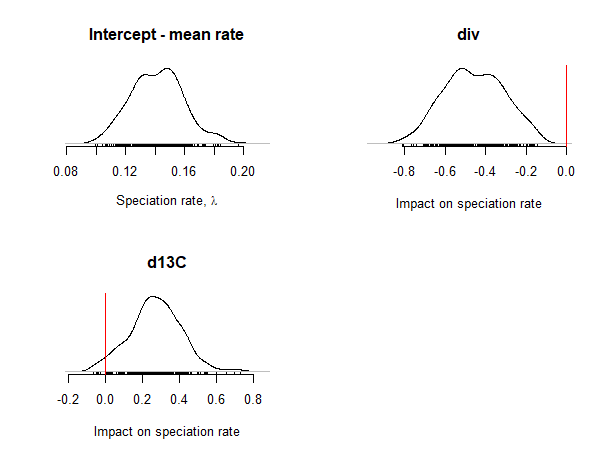 Intercept - mean rate
0.08 0.12 0.16 0.20
Speciation rate, λ
div
-0.8 -0.6 -0.4 -0.2 0.0
Impact on speciation rate
d13C
-0.2 0.0 0.2 0.4 0.6 0.8
Impact on speciation rate